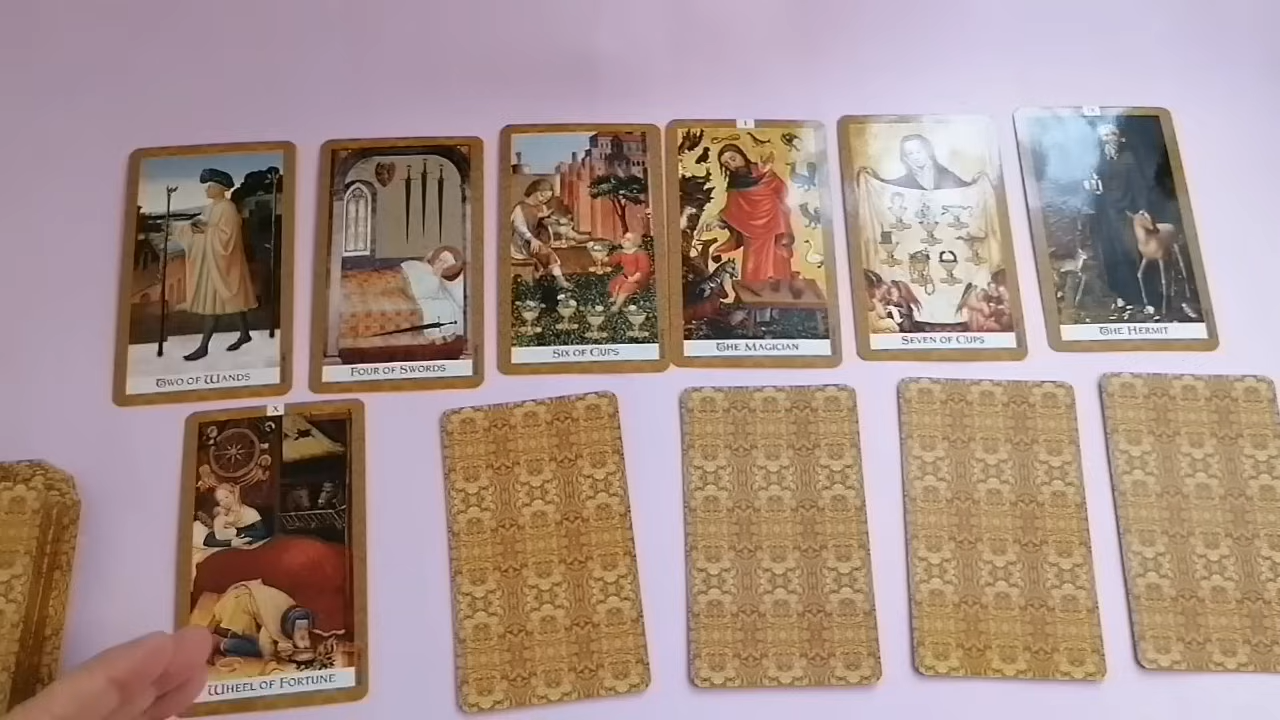 TWO OF WANDS
FOUR OF SWORDS
SIX OF CUPS
I
THE MAGICIAN
SEVEN OF CUPS
IX
THE HERMIT
X
WHEEL OF FORTUNE